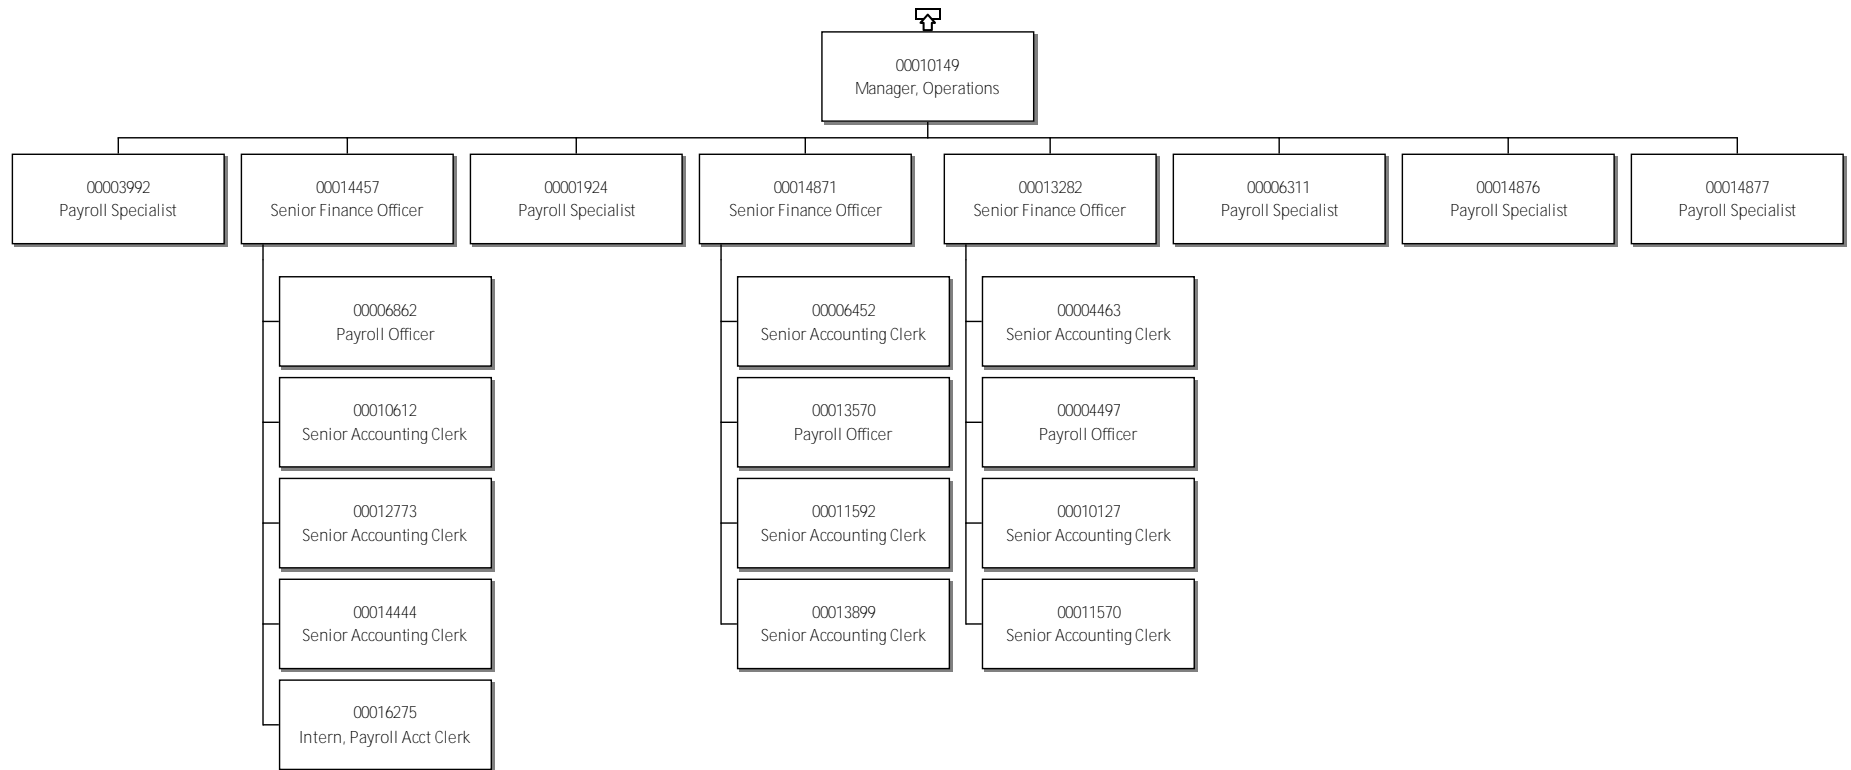 00010149
Manager, Operations
00003992
Payroll Specialist
00014457
Senior Finance Officer
00001924
Payroll Specialist
00014871
Senior Finance Officer
00013282
Senior Finance Officer
00006311
Payroll Specialist
00014876
Payroll Specialist
00014877
Payroll Specialist
00006862
Payroll Officer
00010612
Senior Accounting Clerk
00012773
Senior Accounting Clerk
00014444
Senior Accounting Clerk
00016275
Intern, Payroll Acct Clerk
00006452
Senior Accounting Clerk
00013570
Payroll Officer
00011592
Senior Accounting Clerk
00013899
Senior Accounting Clerk
00004463
Senior Accounting Clerk
00004497
Payroll Officer
00010127
Senior Accounting Clerk
00011570
Senior Accounting Clerk